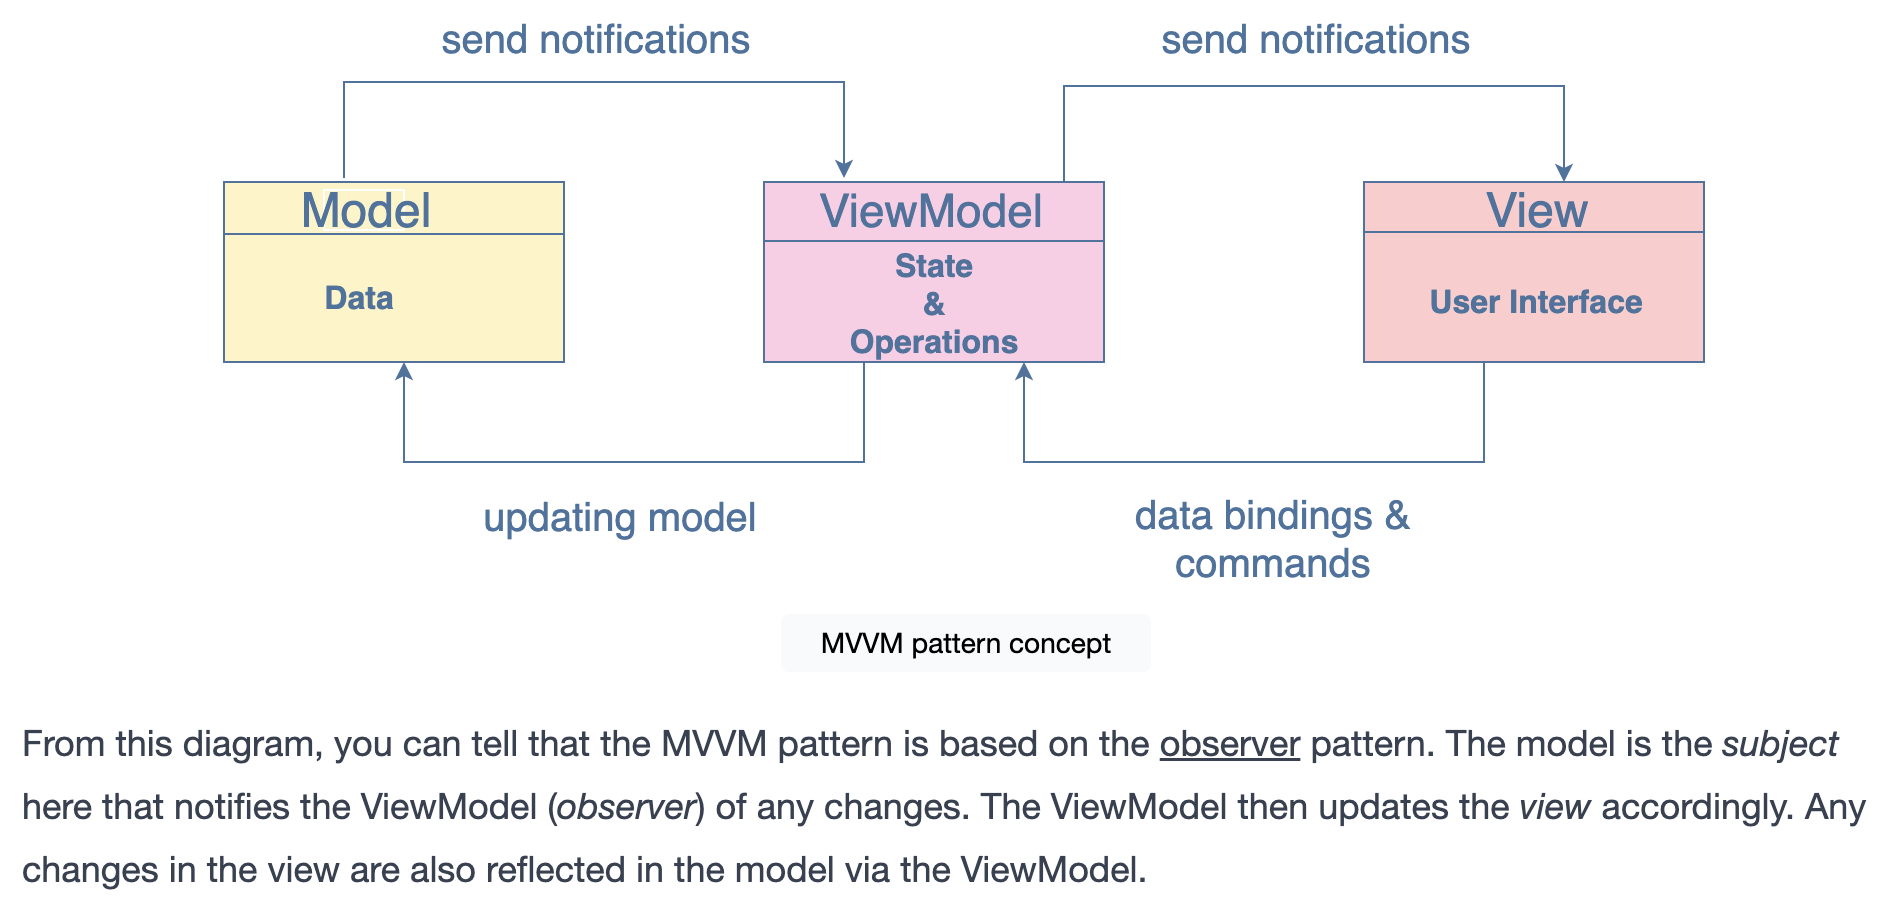 send notifications
send notifications
Model
ViewModel
View
Data
State
&
Operations
User Interface
updating model
data bindings &
commands
MVVM pattern concept
From this diagram, you can tell that the MVVM pattern is based on the observer pattern. The model is the subject
here that notifies the ViewModel (observer) of any changes. The ViewModel then updates the view accordingly. Any
changes in the view are also reflected in the model via the ViewModel.